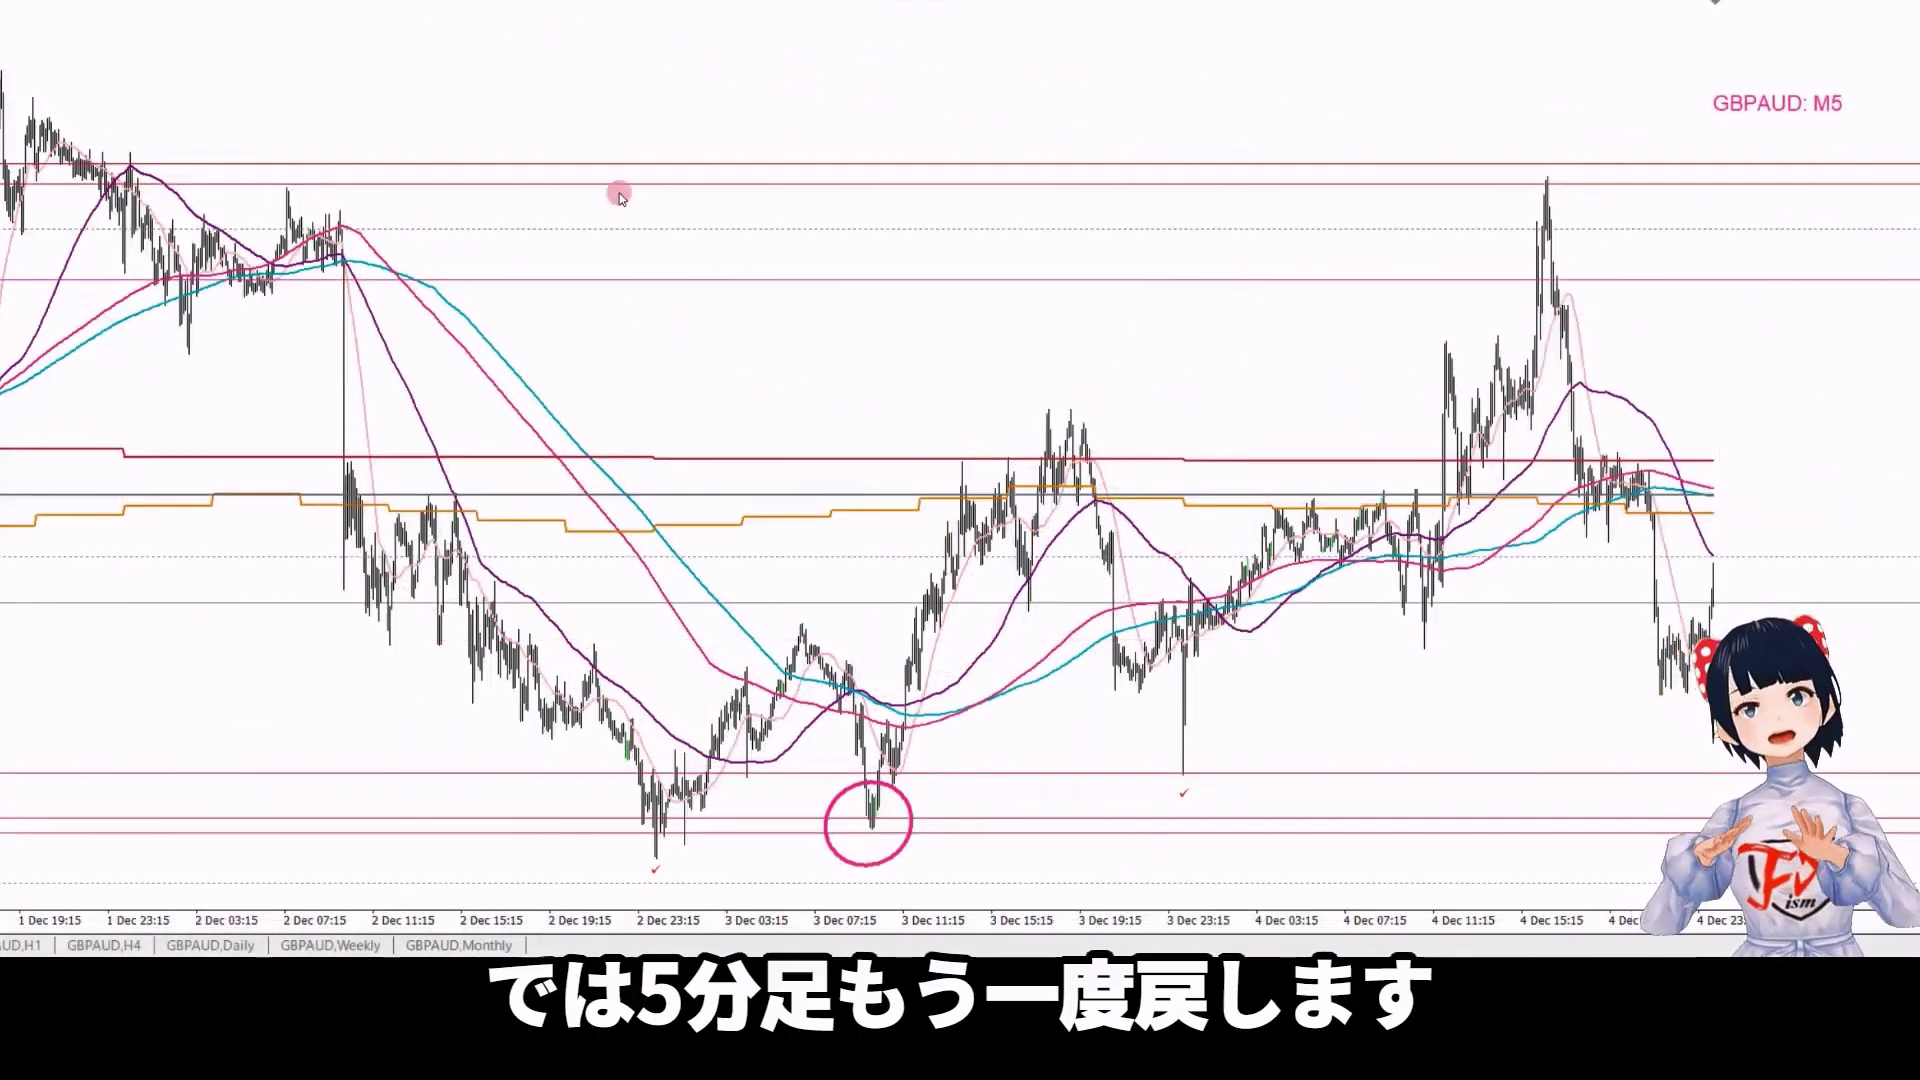 GBPAUD: M5
1 Dec 19:15 1 Dec 23:15 2 Dec 03:15 2 Dec 07:15 2 Dec 11:15 2 Dec 15:15 2 Dec 19:15 2 Dec 23:15 3 Dec 03:15 3 Dec 07:15 3 Dec 11:15 3 Dec 15:15 3 Dec 19:15 3 Dec 23:15 4 Dec 03:15 4 Dec 07:15 4 Dec 11:15 4 Dec 15:15 4 Dec 4 Dec 23:
UD,H1 GBPAUD,H4 GBPAUD,Daily GBPAUD,Weekly GBPAUD,Monthly
ism
では5分足もう一度戻します